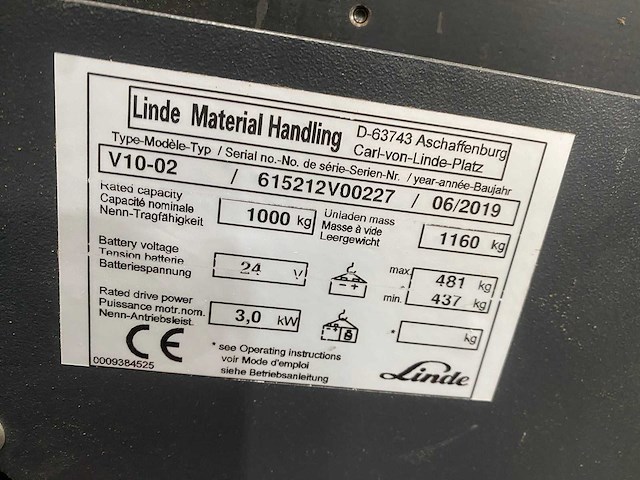 Linde Material Handling
D-63743 Aschaffenburg
Carl-von-Linde-Platz
Type-Modèle-Typ / Serial no.-No. de série-Serien-Nr. / year-année-Baujahr
V10-02 / 615212V00227 / 06/2019
Rated capacity
Capacité nominale
Nenn-Tragfähigkeit
1000 kg
Unladen mass
Masse à vide
Leergewicht
1160 kg
Battery voltage
Tension batterie
Batteriespannung
24 V
- +
max. 481 kg
min. 437 kg
Rated drive power
Puissance motr.nom.
Nenn-Antriebsleist.
3,0 kW
* kg
CE
0009384525
* see Operating instructions
voir Mode d'emploi
siehe Betriebsanleitung
Linde